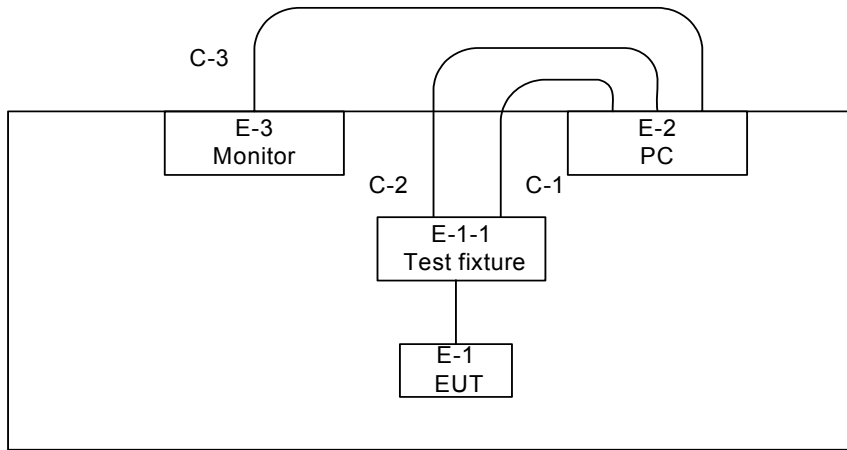 C-3
E-3
Monitor
E-2
PC
C-2
C-1
E-1-1
Test fixture
E-1
EUT